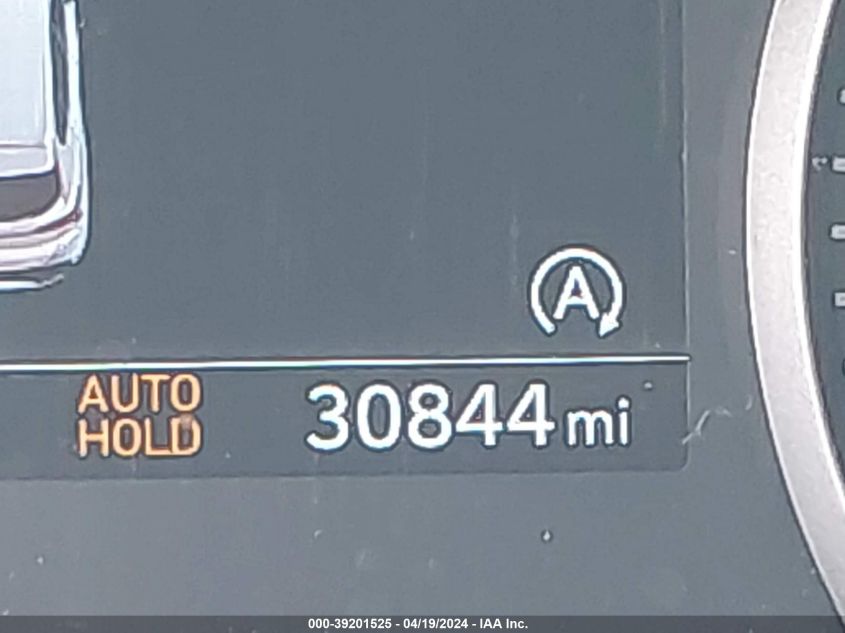 A
AUTO
HOLD
30844 mi
000-39201525 - 04/19/2024 - IAA Inc.